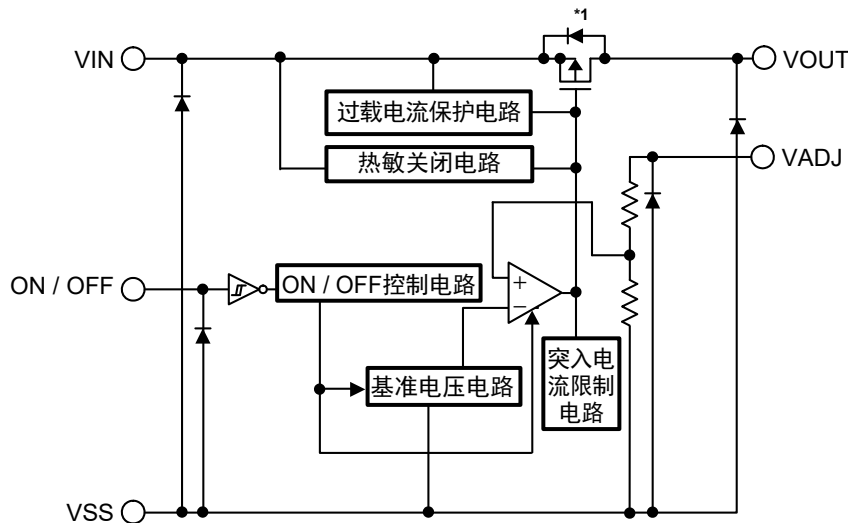 *1
VIN
VOUT
过载电流保护电路
VADJ
热敏关闭电路
ON / OFF
ON / OFF控制电路
+
−
突入电
流限制
电路
基准电压电路
VSS